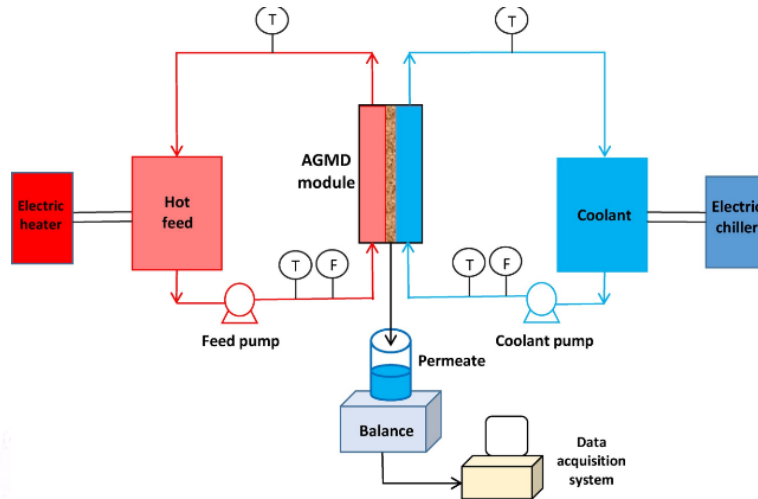 T
T
AGMD
module
Electric
heater
Hot
feed
Coolant
Electric
chiller
T
F
T
F
Feed pump
Coolant pump
Permeate
Balance
Data
acquisition
system